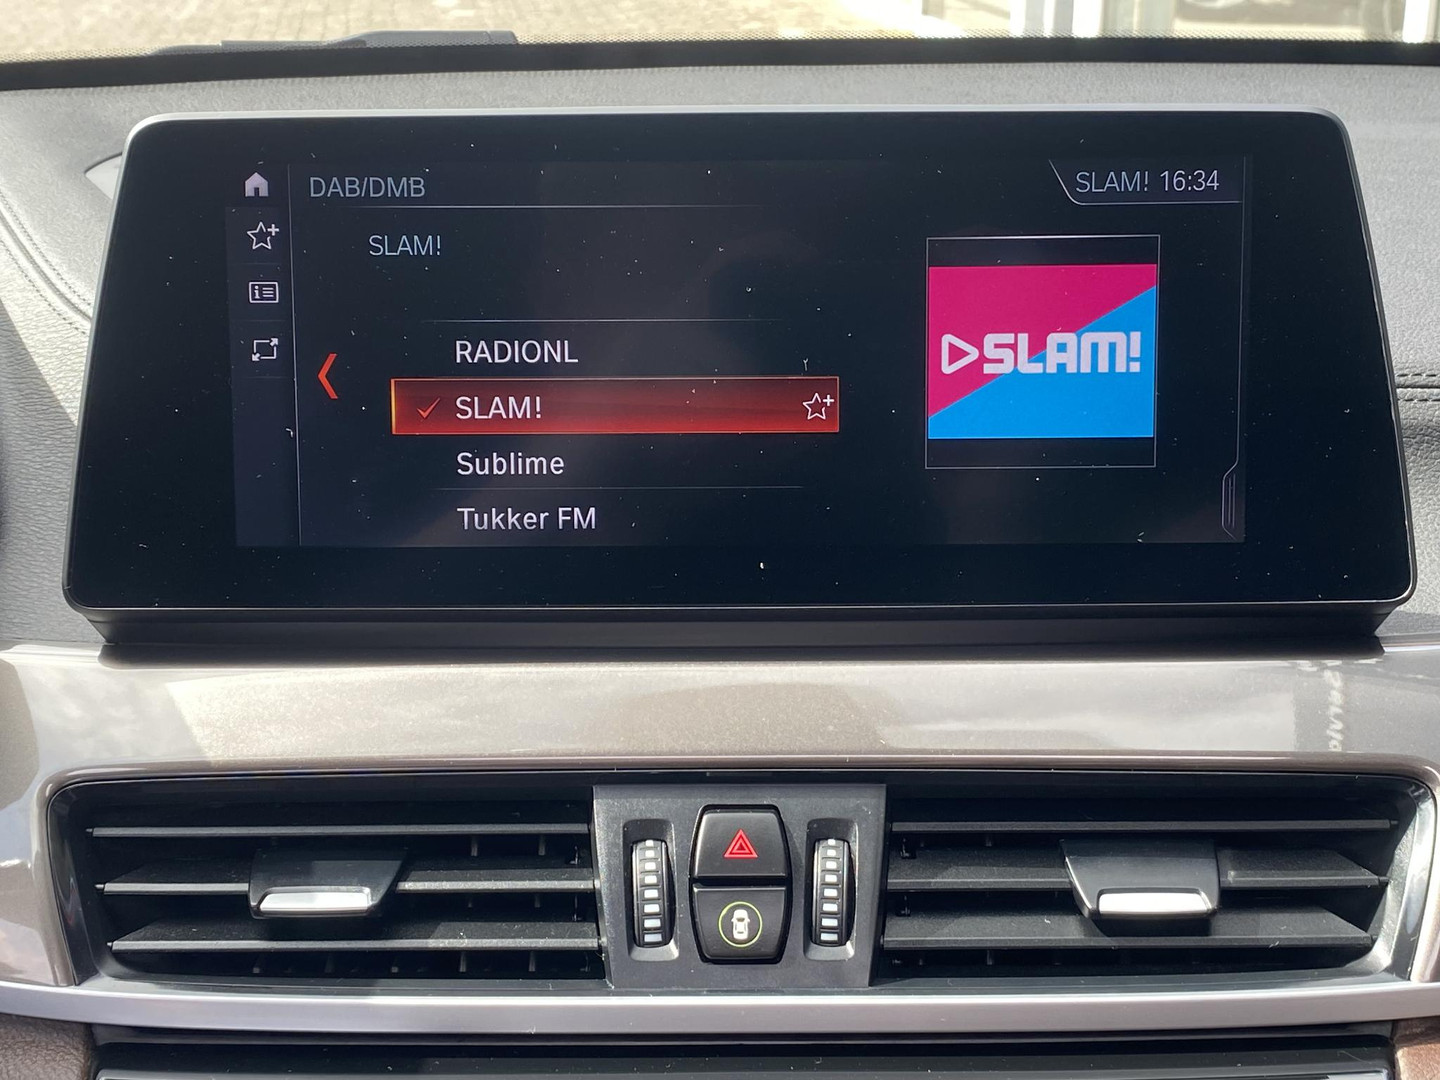 DAB/DMB
SLAM! 16:34
SLAM!
RADIONL
SLAM!
Sublime
Tukker FM
SLAM!